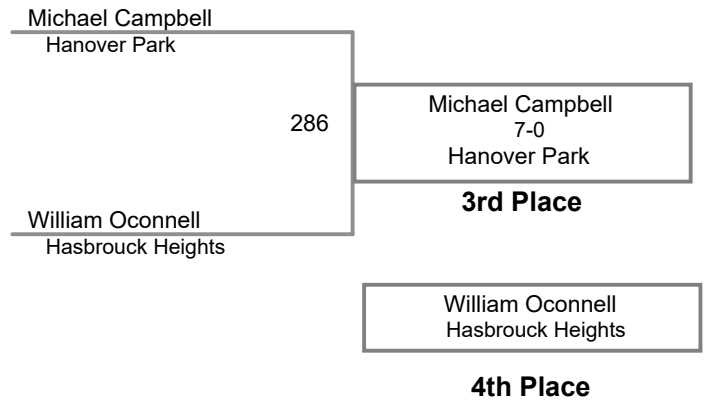 Michael Campbell
Hanover Park
286
Michael Campbell
7-0
Hanover Park
3rd Place
William Oconnell
Hasbrouck Heights
William Oconnell
Hasbrouck Heights
4th Place